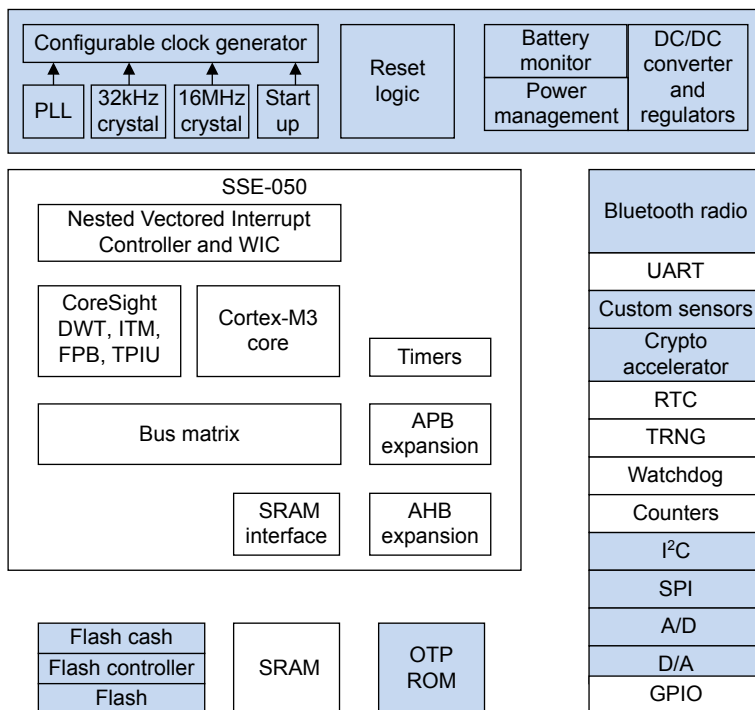 Configurable clock generator
PLL
32kHz
crystal
16MHz
crystal
Start
up
Reset
logic
Battery
monitor
Power
management
DC/DC
converter
and
regulators
SSE-050
Nested Vectored Interrupt
Controller and WIC
CoreSight
DWT, ITM,
FPB, TPIU
Cortex-M3
core
Timers
Bus matrix
APB
expansion
SRAM
interface
AHB
expansion
Bluetooth radio
UART
Custom sensors
Crypto
accelerator
RTC
TRNG
Watchdog
Counters
I²C
SPI
A/D
D/A
GPIO
Flash cash
Flash controller
Flash
SRAM
OTP
ROM